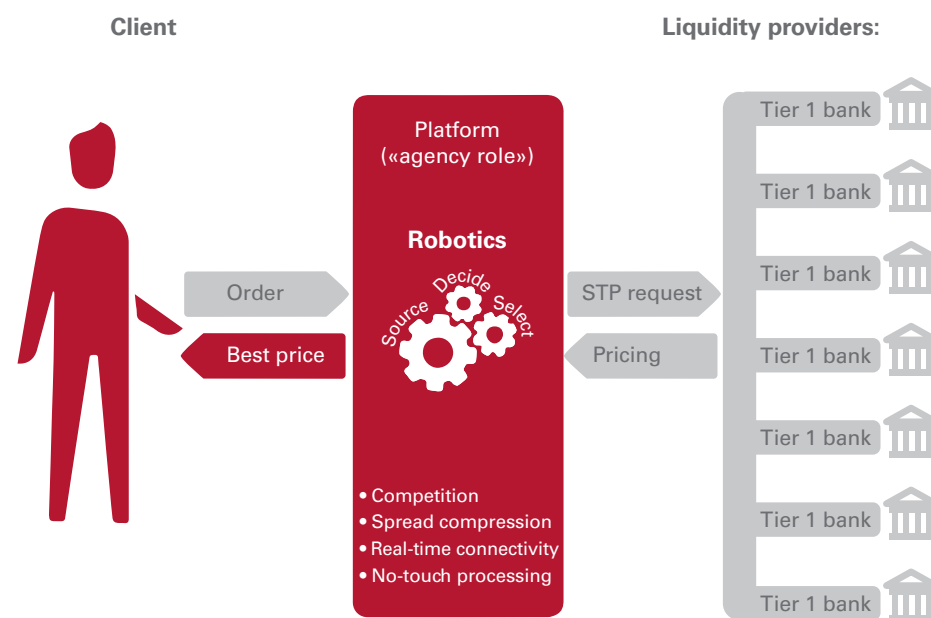 Client
Liquidity providers:
Platform
(«agency role»)
Robotics
Source Decide Select
Order
Best price
STP request
Pricing
• Competition
• Spread compression
• Real-time connectivity
• No-touch processing
Tier 1 bank
Tier 1 bank
Tier 1 bank
Tier 1 bank
Tier 1 bank
Tier 1 bank
Tier 1 bank